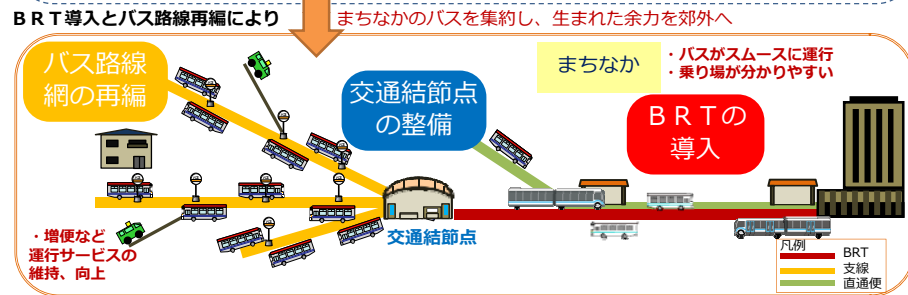 BRT導入とバス路線再編により
まちなかのバスを集約し、生まれた余力を郊外へ
バス路線
網の再編
交通結節点
の整備
まちなか
・バスがスムースに運行
・乗り場が分かりやすい
BRTの
導入
・増便など
運行サービスの
維持、向上
交通結節点
凡例
BRT
支線
直通便